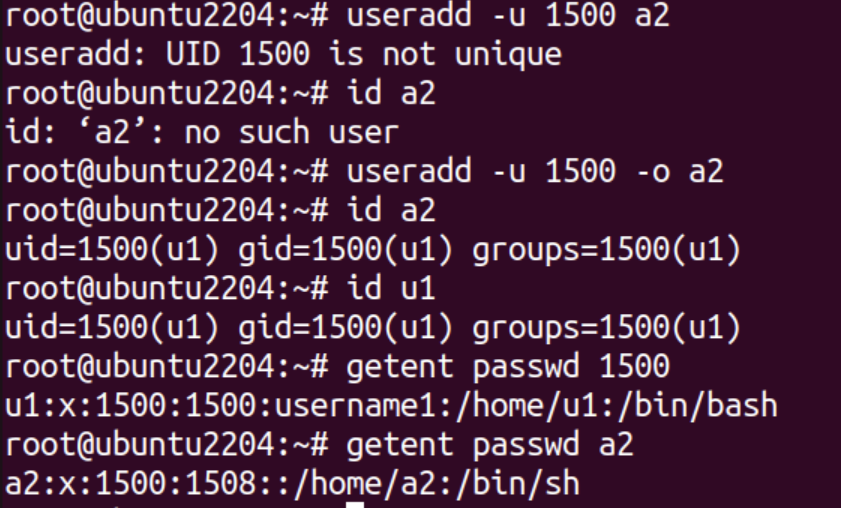 root@ubuntu2204:~# useradd -u 1500 a2
useradd: UID 1500 is not unique
root@ubuntu2204:~# id a2
id: ‘a2’: no such user
root@ubuntu2204:~# useradd -u 1500 -o a2
root@ubuntu2204:~# id a2
uid=1500(u1) gid=1500(u1) groups=1500(u1)
root@ubuntu2204:~# id u1
uid=1500(u1) gid=1500(u1) groups=1500(u1)
root@ubuntu2204:~# getent passwd 1500
u1:x:1500:1500:username1:/home/u1:/bin/bash
root@ubuntu2204:~# getent passwd a2
a2:x:1500:1508::/home/a2:/bin/sh